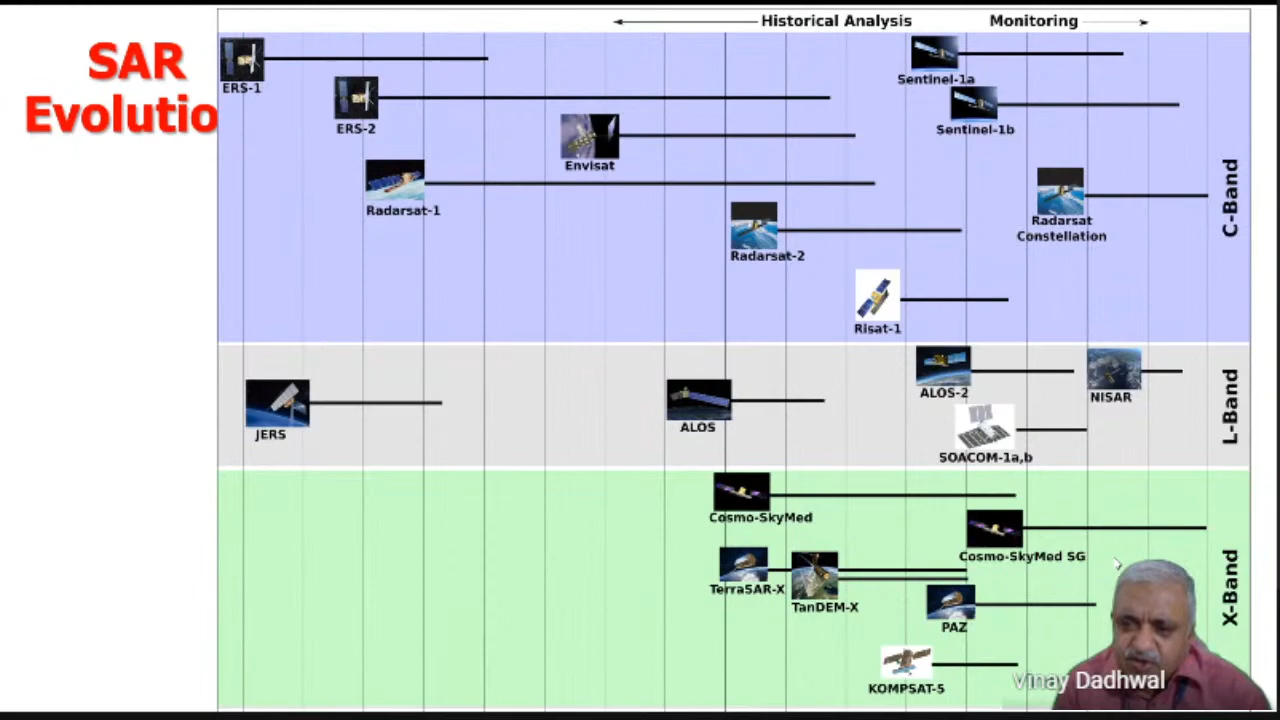 SAR
Evolutio
Historical Analysis
Monitoring
ERS-1
ERS-2
Envisat
Radarsat-1
Radarsat-2
Risat-1
Sentinel-1a
Sentinel-1b
Radarsat
Constellation
C-Band
JERS
ALOS
ALOS-2
NISAR
SOACOM-1a,b
L-Band
Cosmo-SkyMed
Cosmo-SkyMed SG
TerraSAR-X
TanDEM-X
PAZ
KOMPSAT-5
X-Band
Vinay Dadhwal